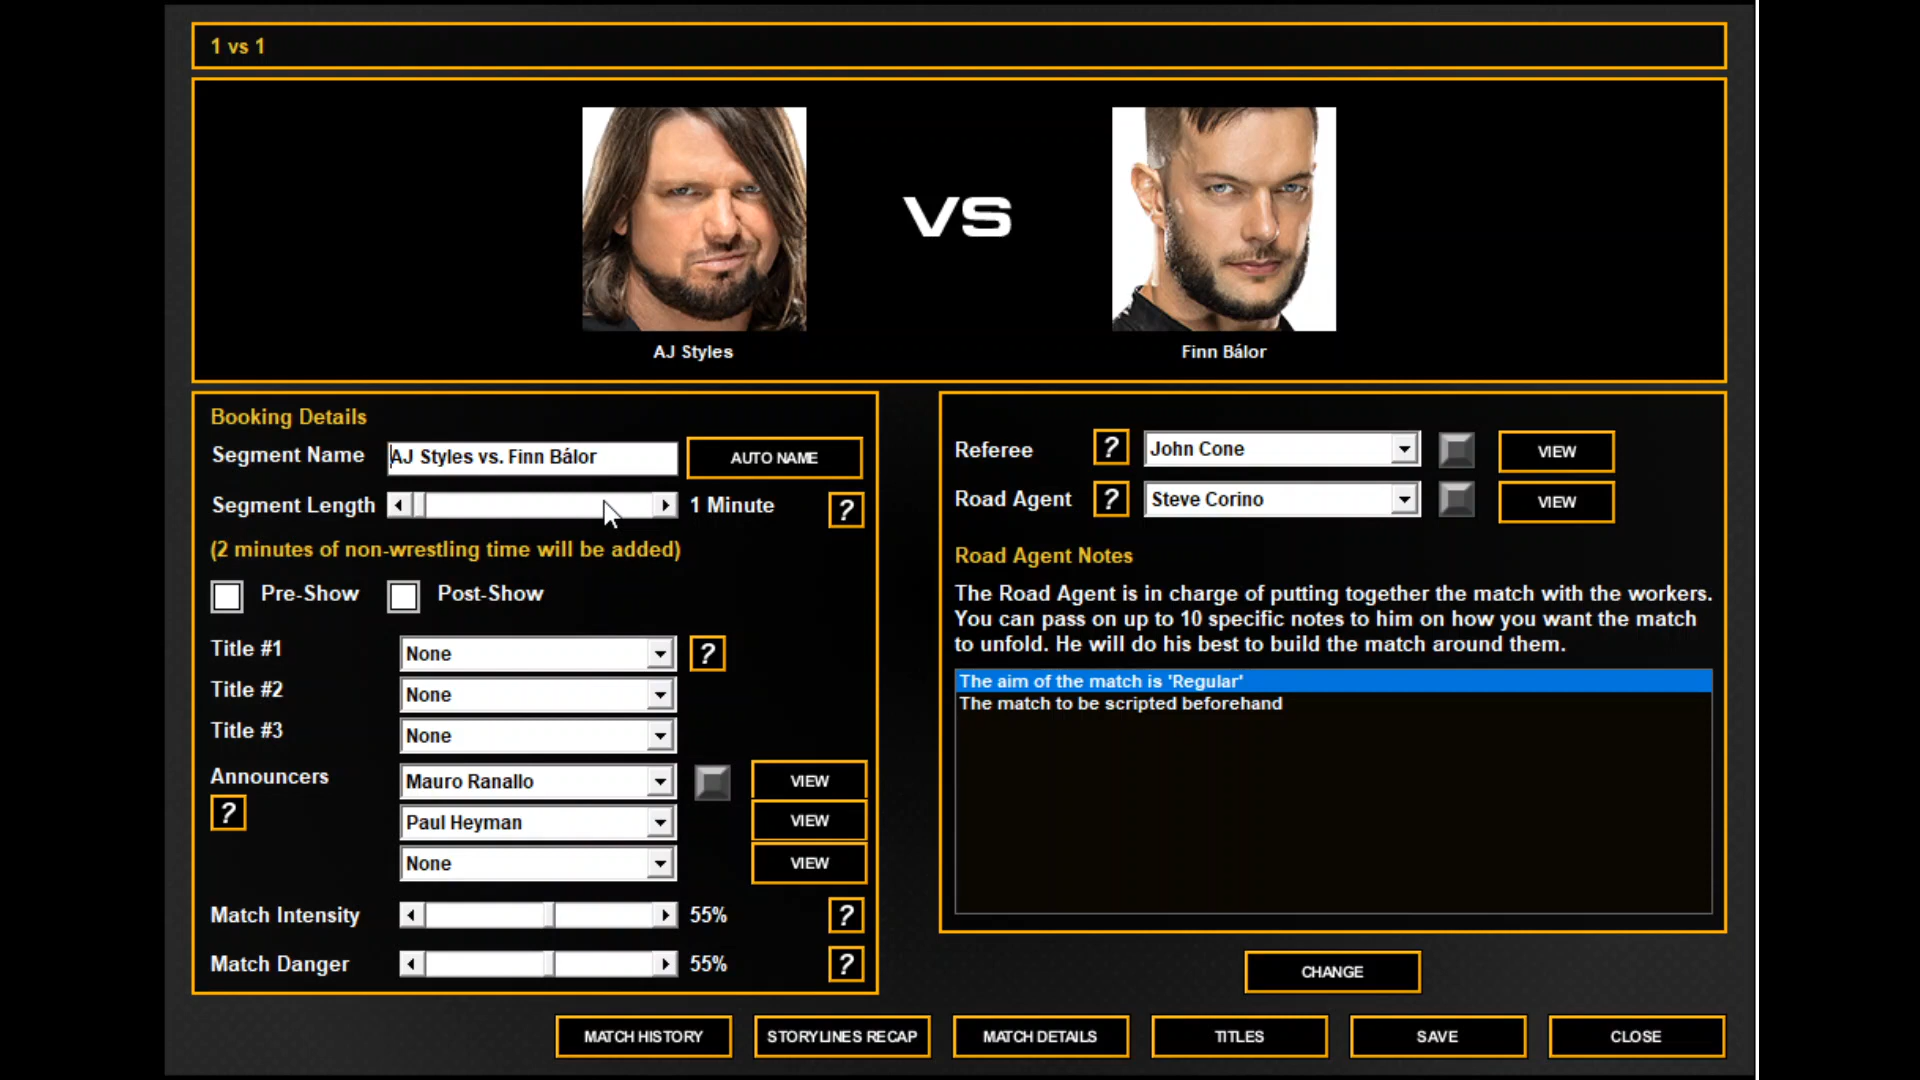 1 vs 1
VS
AJ Styles
Finn Bálor
Booking Details
Segment Name
AJ Styles vs. Finn Bálor
AUTO NAME
Segment Length
1 Minute
?
(2 minutes of non-wrestling time will be added)
Pre-Show
Post-Show
Title #1
None
?
Title #2
None
Title #3
None
Announcers
Mauro Ranallo
VIEW
?
Paul Heyman
VIEW
None
VIEW
Match Intensity
55%
?
Match Danger
55%
?
Referee
?
John Cone
VIEW
Road Agent
?
Steve Corino
VIEW
Road Agent Notes
The Road Agent is in charge of putting together the match with the workers.
You can pass on up to 10 specific notes to him on how you want the match
to unfold. He will do his best to build the match around them.
The aim of the match is 'Regular'
The match to be scripted beforehand
CHANGE
MATCH HISTORY
STORYLINES RECAP
MATCH DETAILS
TITLES
SAVE
CLOSE